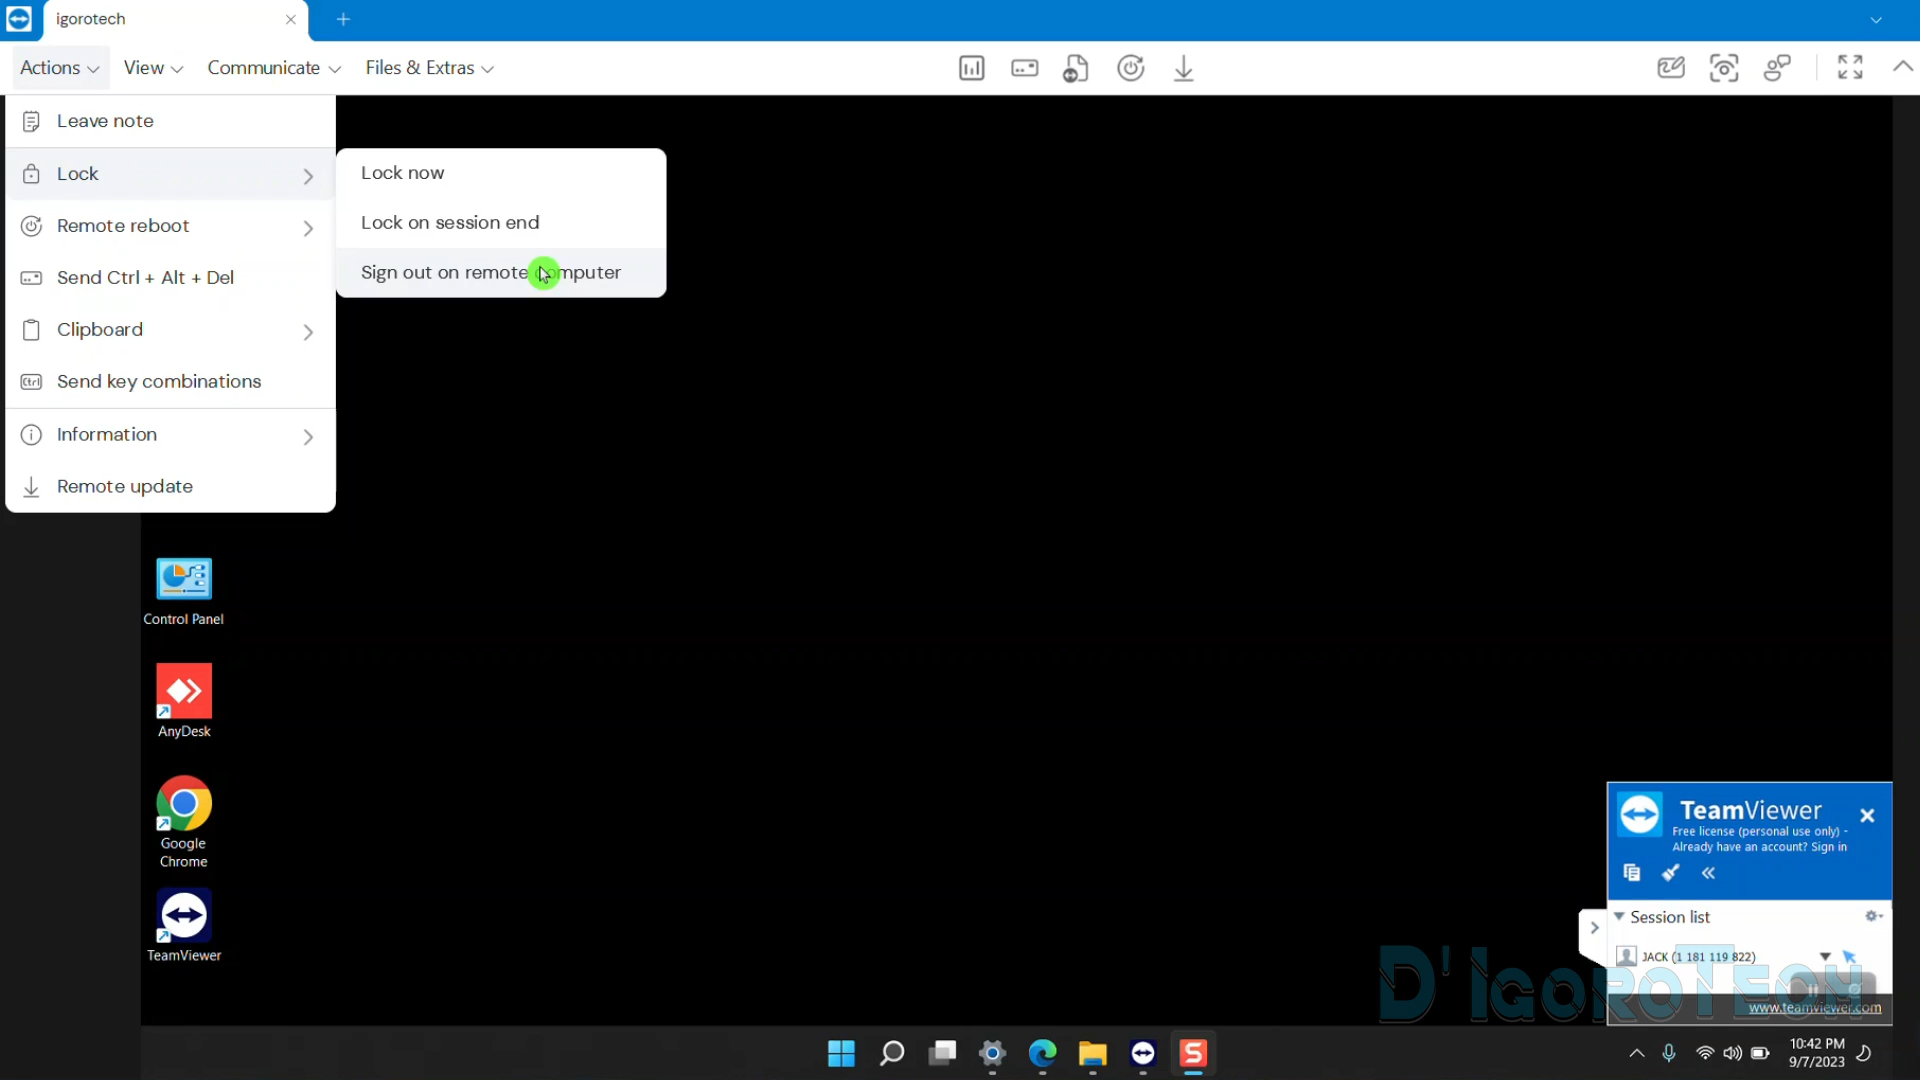 igorotech
Actions View Communicate Files & Extras
Leave note
Lock
Remote reboot
Send Ctrl + Alt + Del
Clipboard
Ctrl Send key combinations
Information
Remote update
Lock now
Lock on session end
Sign out on remote computer
Control Panel
AnyDesk
Google
Chrome
TeamViewer
TeamViewer
Free license (personal use only) -
Already have an account? Sign in
Session list
JACK (1 181 119 822)
D' IGOROTECH
www.teamviewer.com
S
10:42 PM
9/7/2023